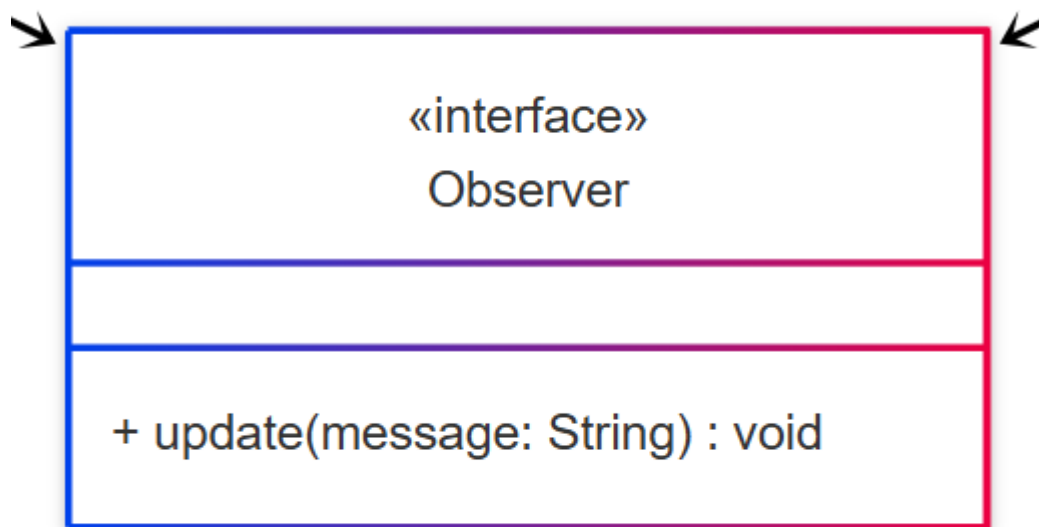 «interface»
Observer
+ update(message: String) : void